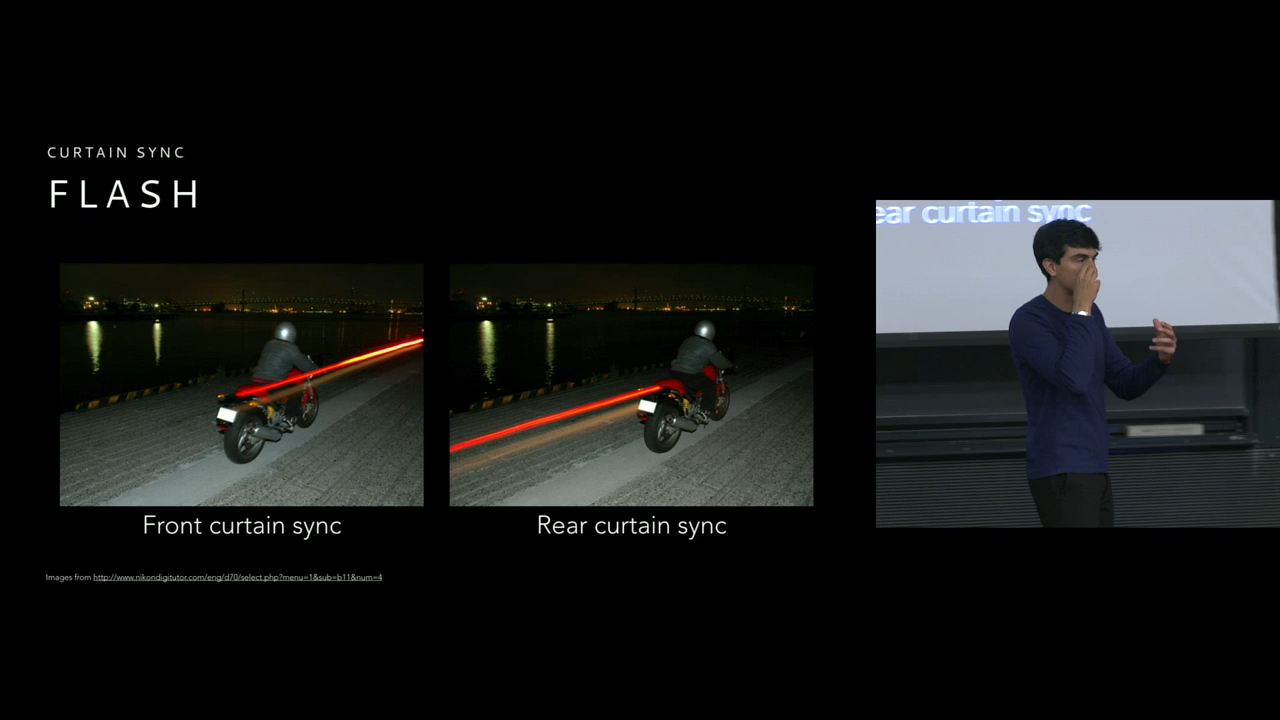 CURTAIN SYNC
FLASH
ear curtain sync
Front curtain sync
Rear curtain sync
Images from http://www.nikondigitutor.com/eng/d70/select.php?menu=1&sub=b11&num=4